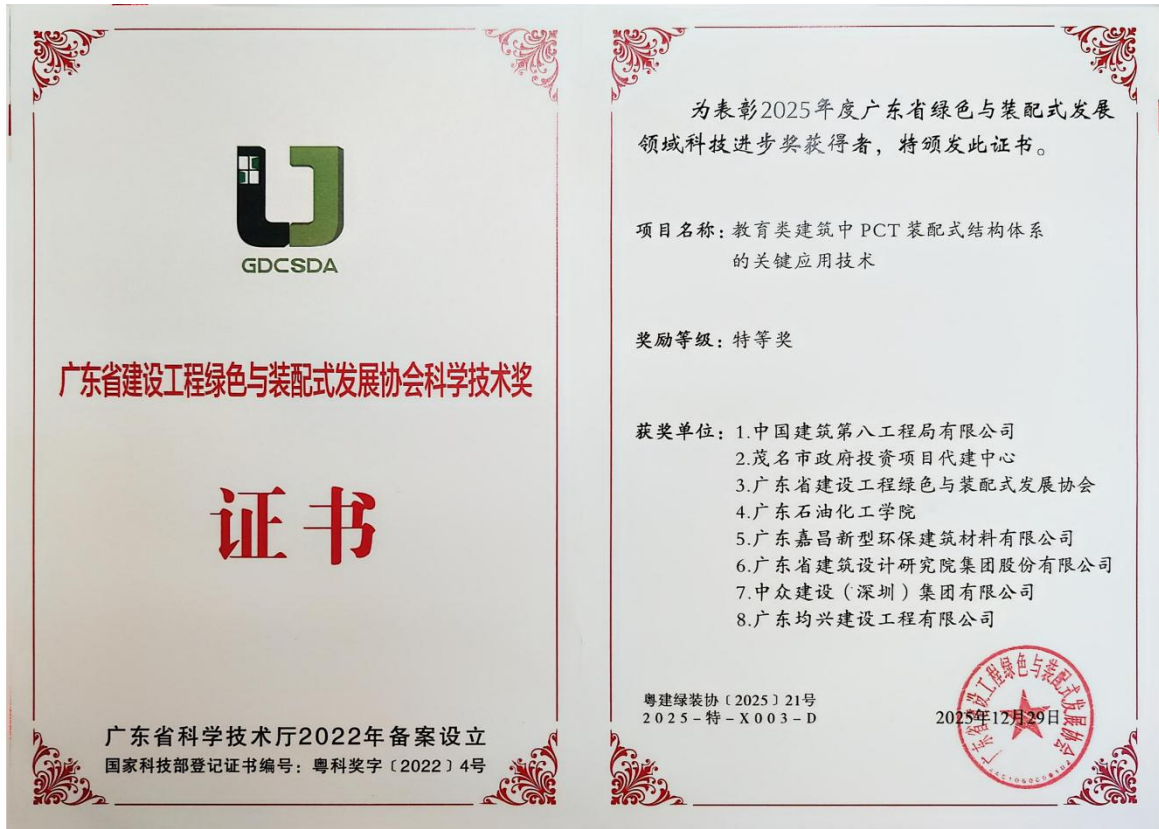 GDCSDA
广东省建设工程绿色与装配式发展协会科学技术奖
证书
广东省科学技术厅2022年备案设立
国家科技部登记证书编号：粤科奖字〔2022〕4号
为表彰2025年度广东省绿色与装配式发展
领域科技进步奖获得者，特颁发此证书。
项目名称：教育类建筑中 PCT 装配式结构体系
的关键应用技术
奖励等级：特等奖
获奖单位：1.中国建筑第八工程局有限公司
2.茂名市政府投资项目代建中心
3.广东省建设工程绿色与装配式发展协会
4.广东石油化工学院
5.广东嘉昌新型环保建筑材料有限公司
6.广东省建筑设计研究院集团股份有限公司
7.中众建设（深圳）集团有限公司
8.广东均兴建设工程有限公司
粤建绿装协〔2025〕21号
2025-特-X003-D
2025年12月29日
广东省建设工程绿色与装配式发展协会